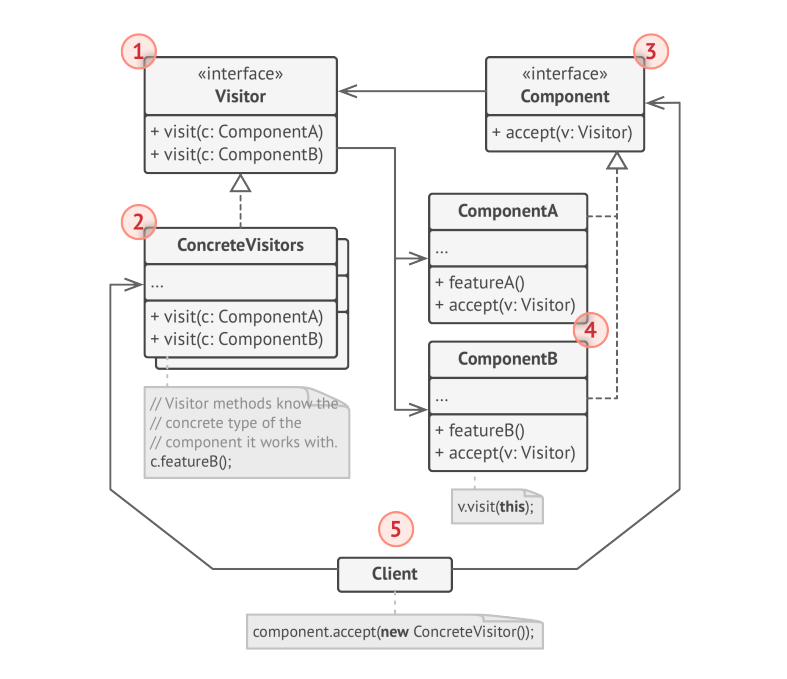 1
«interface»
Visitor
+ visit(c: ComponentA)
+ visit(c: ComponentB)
3
«interface»
Component
+ accept(v: Visitor)
2
ConcreteVisitors
...
+ visit(c: ComponentA)
+ visit(c: ComponentB)
// Visitor methods know the
// concrete type of the
// component it works with.
c.featureB();
ComponentA
...
+ featureA()
+ accept(v: Visitor)
4
ComponentB
...
+ featureB()
+ accept(v: Visitor)
v.visit(this);
5
Client
component.accept(new ConcreteVisitor());